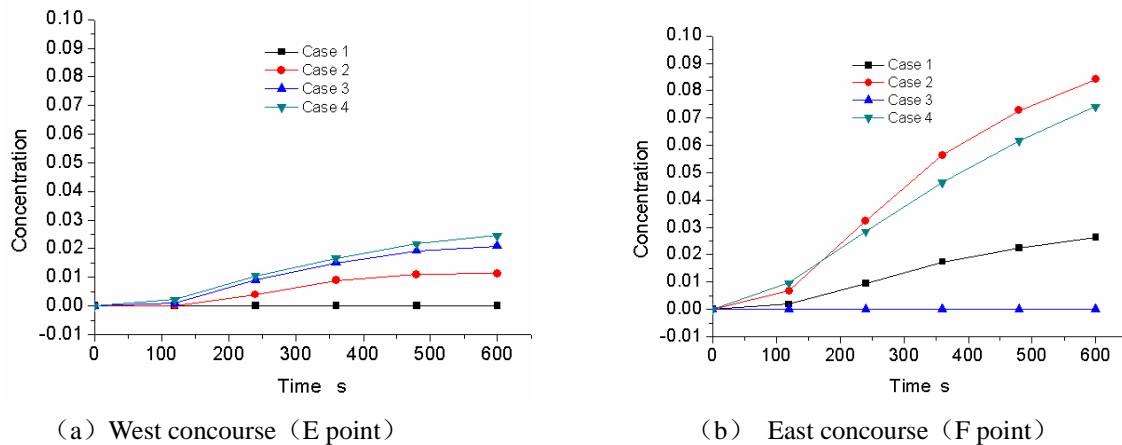 0.10
0.09
0.08
0.07
0.06
0.05
0.04
0.03
0.02
0.01
0.00
-0.01
Concentration
Case 1
Case 2
Case 3
Case 4
0 100 200 300 400 500 600
Time s
(a) West concourse (E point)
0.10
0.09
0.08
0.07
0.06
0.05
0.04
0.03
0.02
0.01
0.00
-0.01
Concentration
Case 1
Case 2
Case 3
Case 4
0 100 200 300 400 500 600
Time s
(b) East concourse (F point)